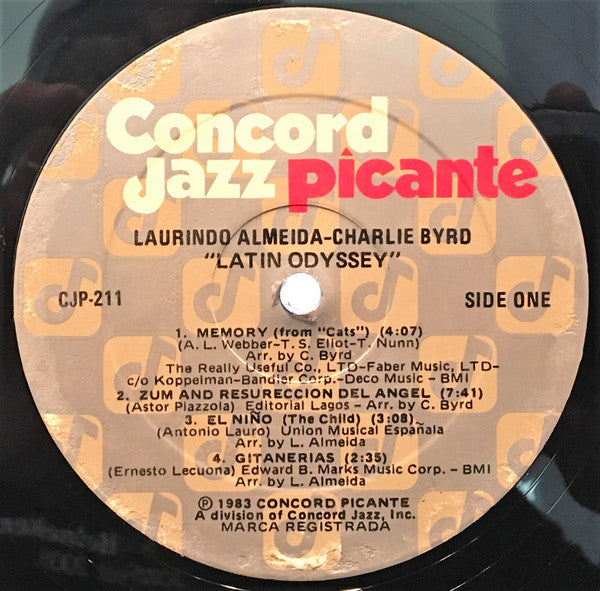 Concord
Jazz picante
LAURINDO ALMEIDA-CHARLIE BYRD
"LATIN ODYSSEY"
CJP-211
SIDE ONE
1. MEMORY (from "Cats") (4:07)
(A. L. Webber-T. S. Eliot-T. Nunn)
Arr. by C. Byrd
The Really Useful Co., LTD-Faber Music, LTD-
c/o Koppelman-Bandler Corp.-Deco Music - BMI
2. ZUM AND RESURECCION DEL ANGEL (7:41)
(Astor Piazzola) Editorial Lagos - Arr. by C. Byrd
3. EL NIÑO (The Child) (3:08)
(Antonio Lauro) Union Musical Española
Arr. by L. Almeida
4. GITANERIAS (2:35)
(Ernesto Lecuona) Edward B. Marks Music Corp. - BMI
Arr. by L. Almeida
℗ 1983 CONCORD PICANTE
A division of Concord Jazz, Inc.
MARCA REGISTRADA